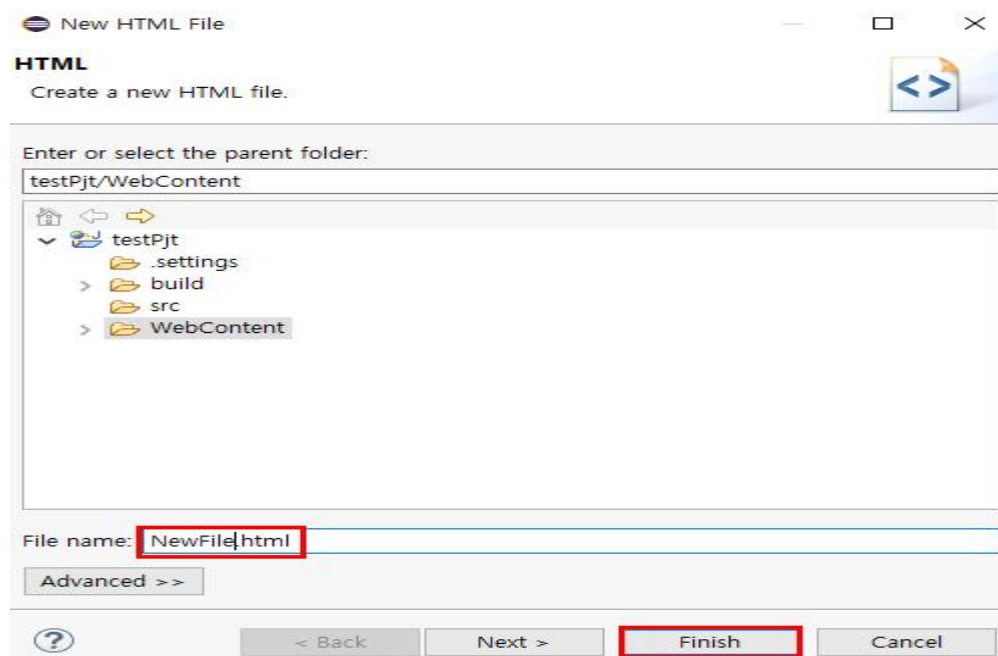 New HTML File
HTML
Create a new HTML file.
Enter or select the parent folder:
testPjt/WebContent
testPjt
.settings
build
src
WebContent
File name: NewFile.html
Advanced >>
< Back Next > Finish Cancel